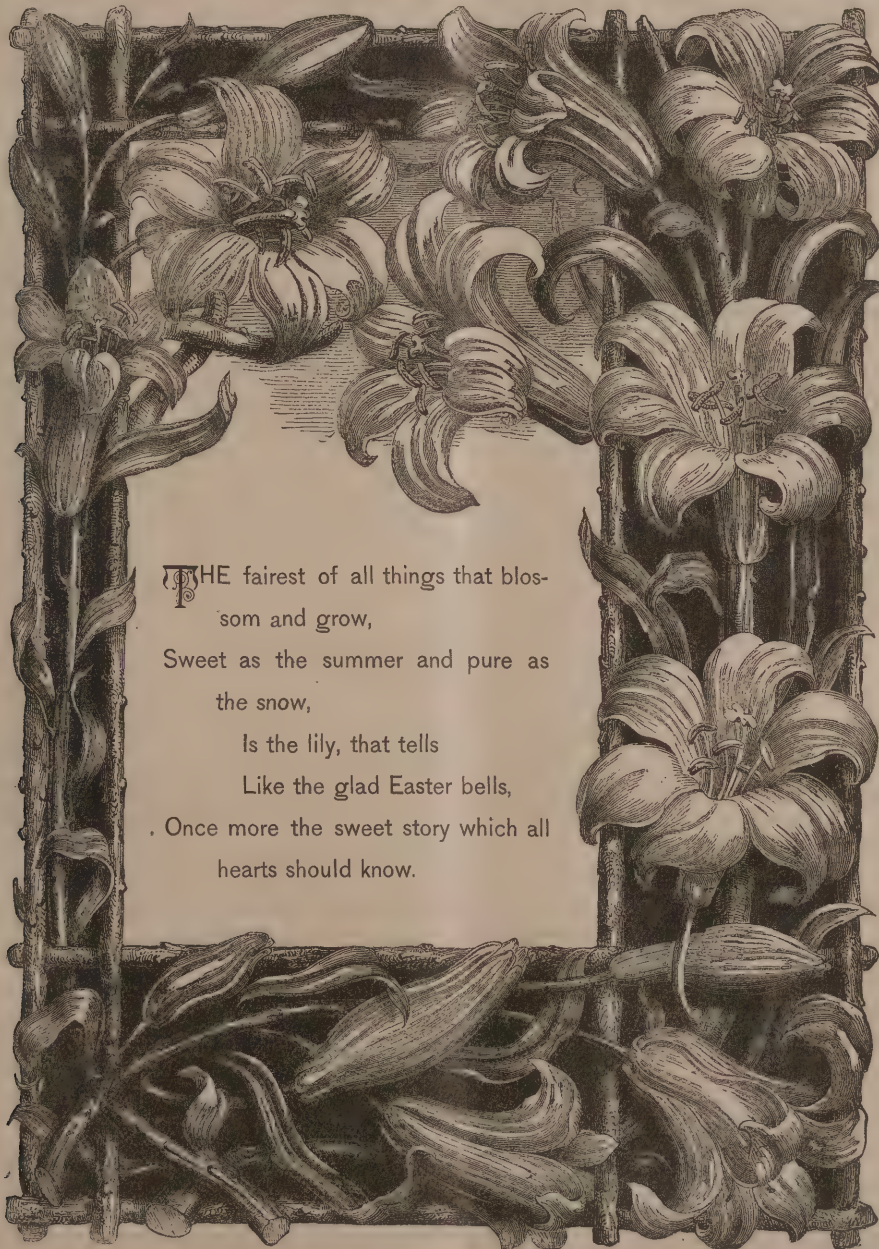 THE fairest of all things that blos-
som and grow,
Sweet as the summer and pure as
the snow,
Is the lily, that tells
Like the glad Easter bells,
Once more the sweet story which all
hearts should know.